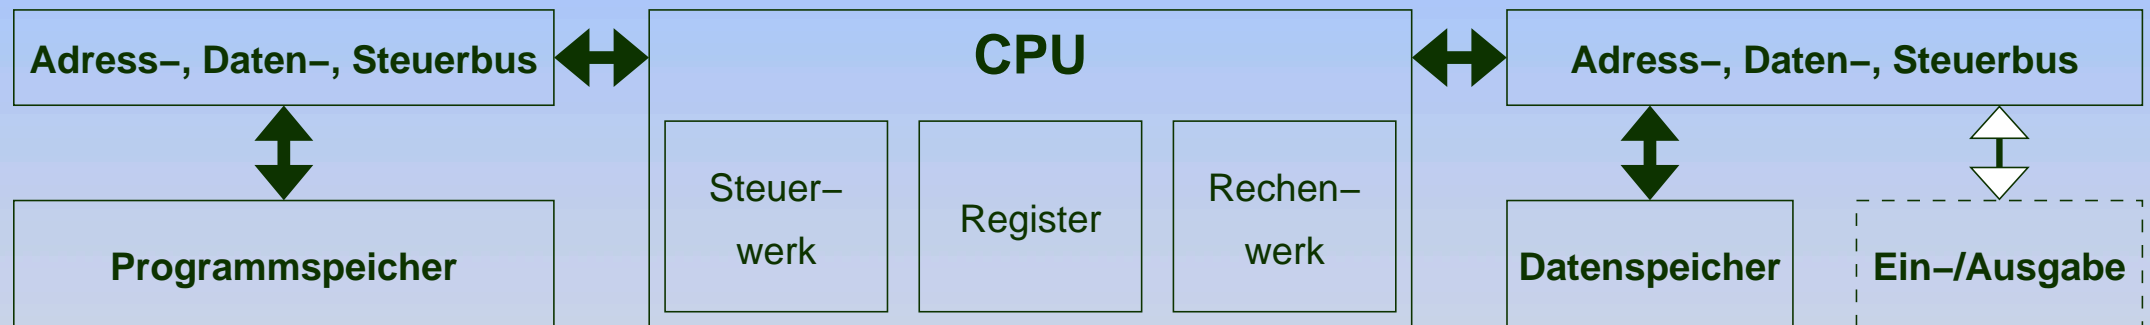 Adress–, Daten–, Steuerbus
CPU
Adress–, Daten–, Steuerbus
Steuer–
werk
Register
Rechen–
werk
Programmspeicher
Datenspeicher
Ein–/Ausgabe